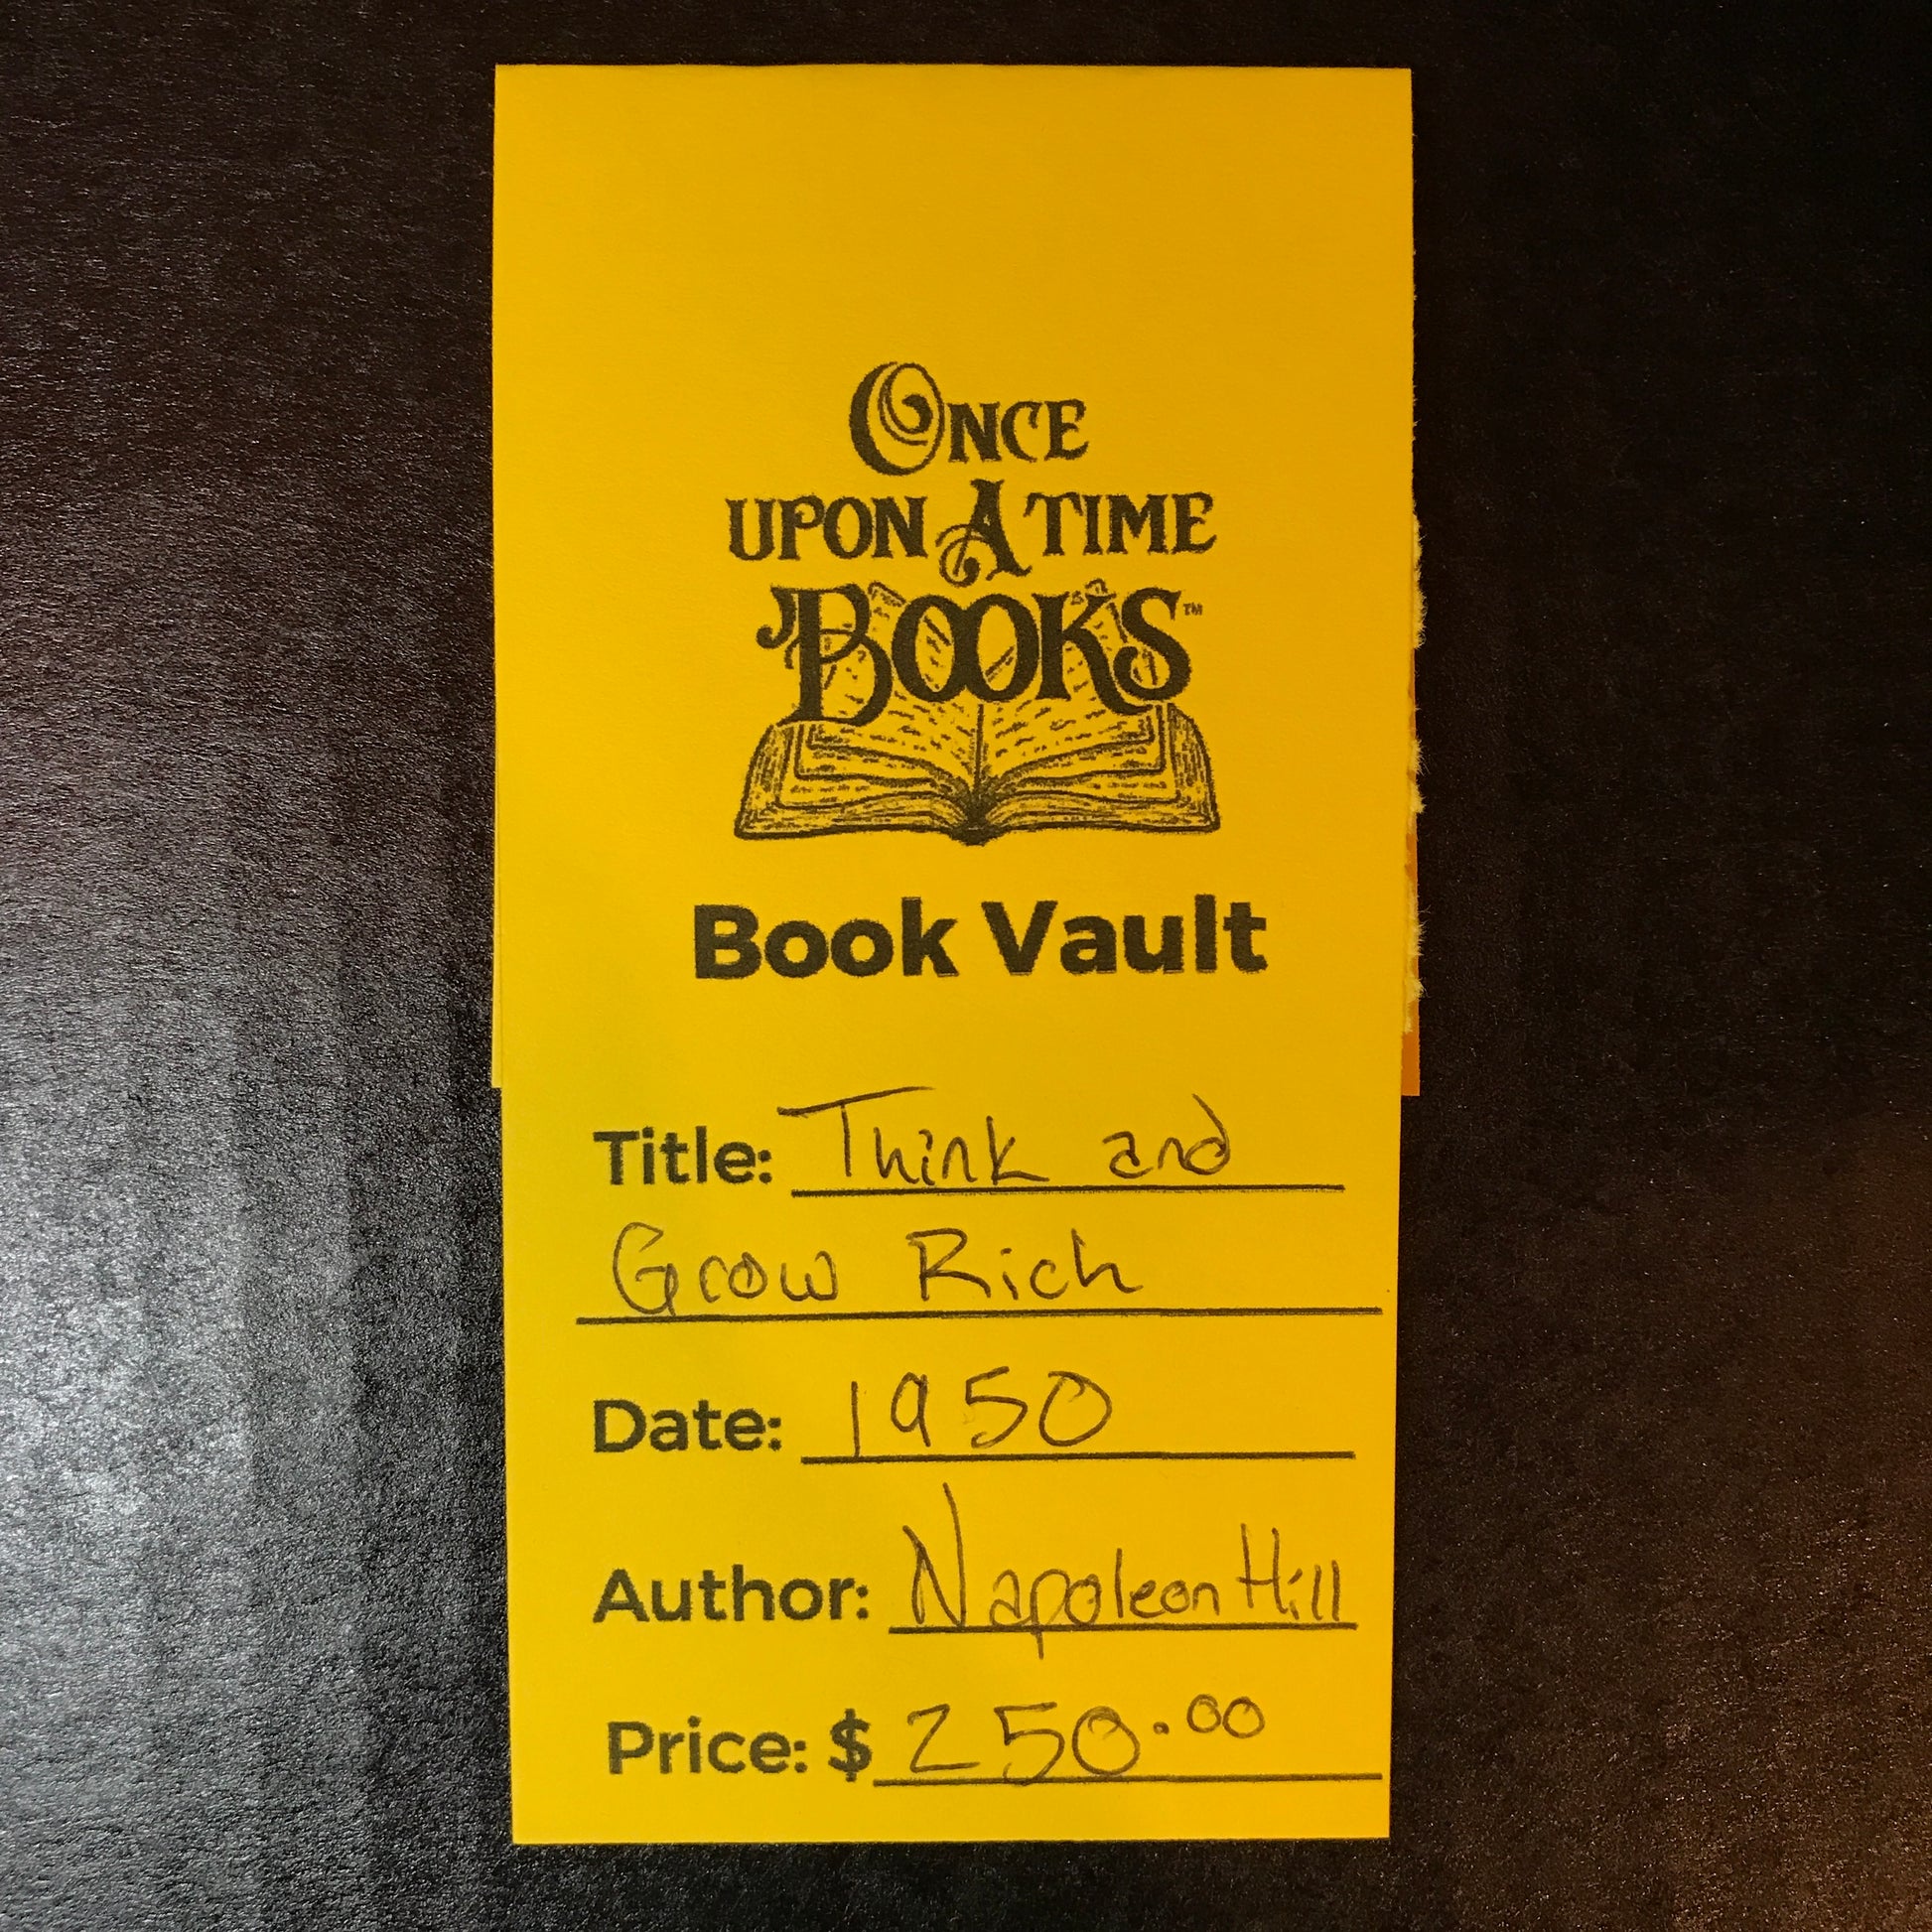 ONCE
UPON A TIME
BOOKS™
Book Vault
Title: Think and
Grow Rich
Date: 1950
Author: Napoleon Hill
Price: $ 250.00